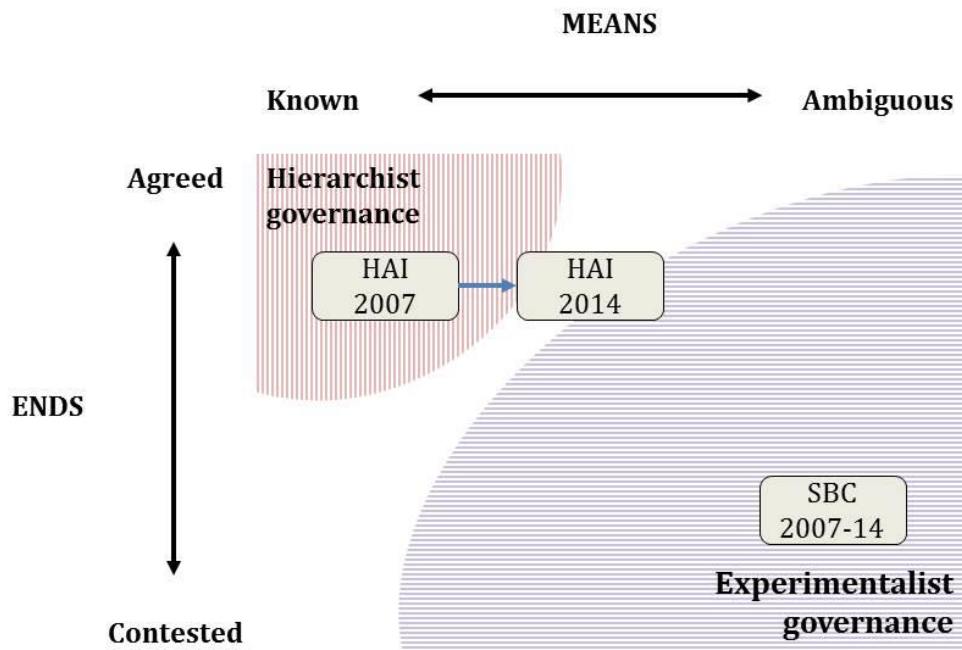 MEANS
Known
Ambiguous
Agreed
Hierarchist
governance
HAI
2007
HAI
2014
ENDS
SBC
2007-14
Experimentalist
governance
Contested